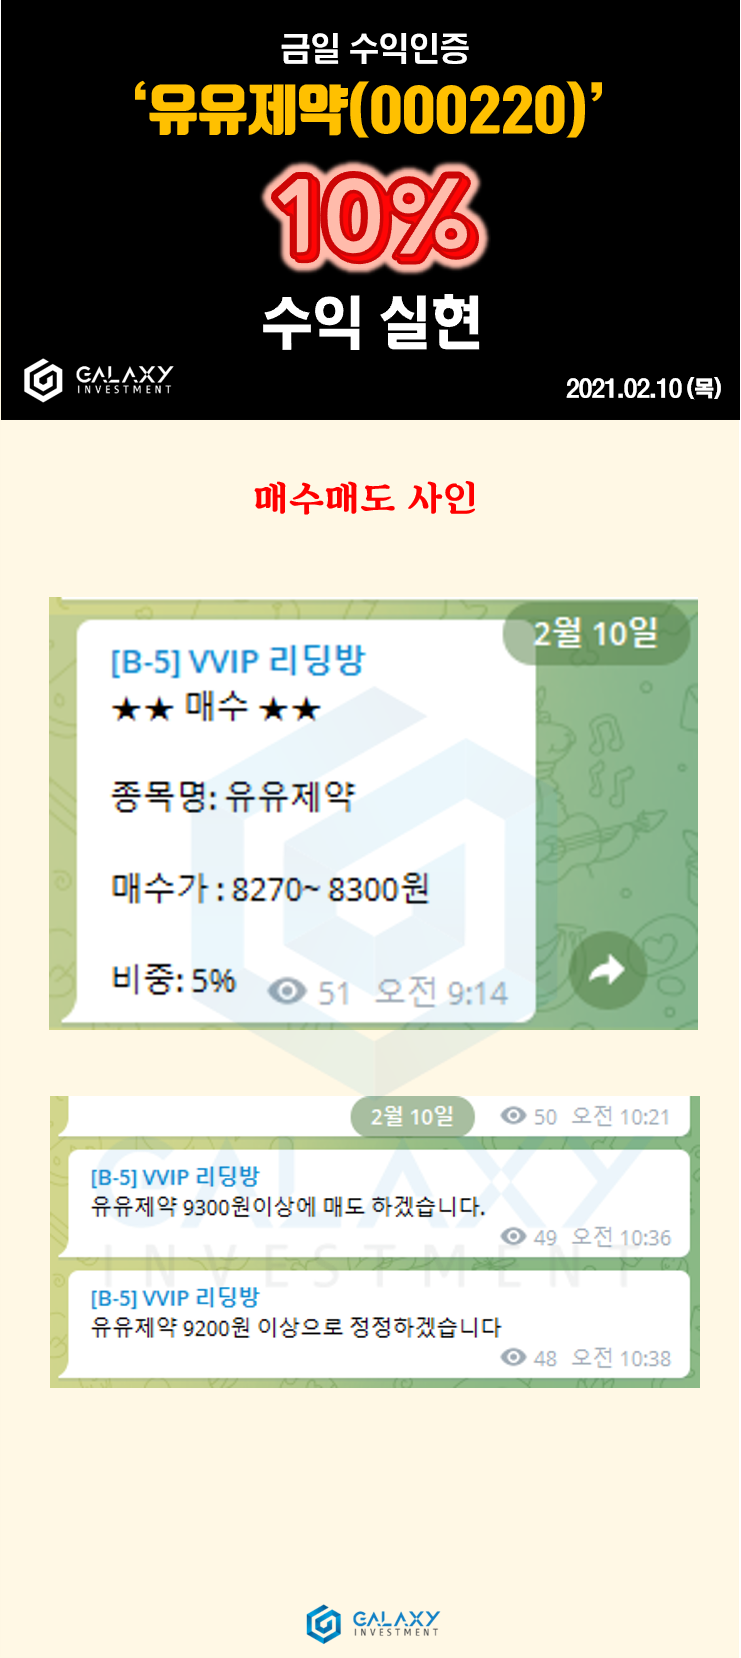 금일 수익인증
‘유유제약(000220)’
10%
수익 실현
GALAXY
INVESTMENT
2021.02.10 (목)
매수매도 사인
2월 10일
[B-5] VVIP 리딩방
★★ 매수 ★★
종목명: 유유제약
매수가 : 8270~ 8300원
비중: 5%
51 오전 9:14
2월 10일
50 오전 10:21
[B-5] VVIP 리딩방
유유제약 9300원이상에 매도 하겠습니다.
49 오전 10:36
[B-5] VVIP 리딩방
유유제약 9200원 이상으로 정정하겠습니다
48 오전 10:38
GALAXY
INVESTMENT
GALAXY
INVESTMENT